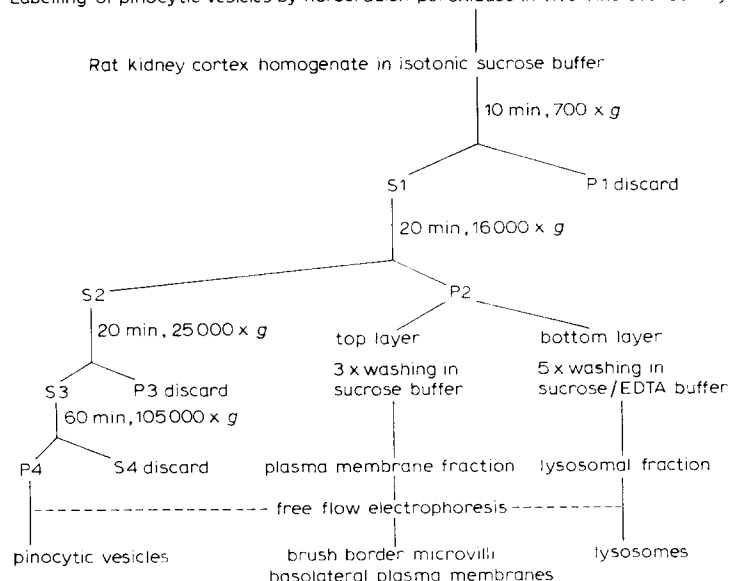 Rat kidney cortex homogenate in isotonic sucrose buffer
10 min, 700 x g
S1
P1 discard
20 min, 16000 x g
S2
P2
20 min, 25000 x g
top layer
bottom layer
3 x washing in
sucrose buffer
5 x washing in
sucrose/EDTA buffer
S3
P3 discard
60 min, 105000 x g
P4
S4 discard
plasma membrane fraction
lysosomal fraction
free flow electrophoresis
pinocytic vesicles
brush border microvilli
basolateral plasma membranes
lysosomes